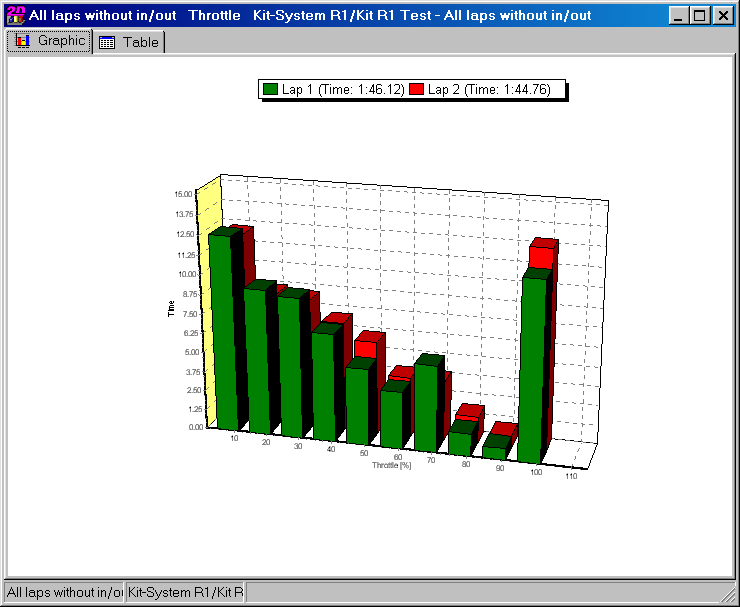 2D All laps without in/out   Throttle   Kit-System R1/Kit R1 Test - All laps without in/out
Graphic Table
Lap 1 (Time: 1:46.12) Lap 2 (Time: 1:44.76)
15.00
13.75
12.50
11.25
10.00
8.75
7.50
6.25
5.00
3.75
2.50
1.25
0.00
Time
10 20 30 40 50 60 70 80 90 100 110
Throttle [%]
All laps without in/ou Kit-System R1/Kit R